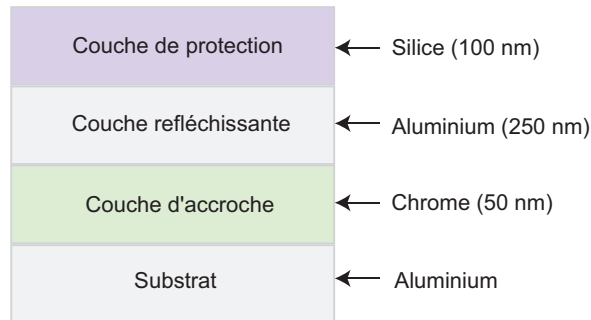 Couche de protection
Silice (100 nm)
Couche refléchissante
Aluminium (250 nm)
Couche d'accroche
Chrome (50 nm)
Substrat
Aluminium